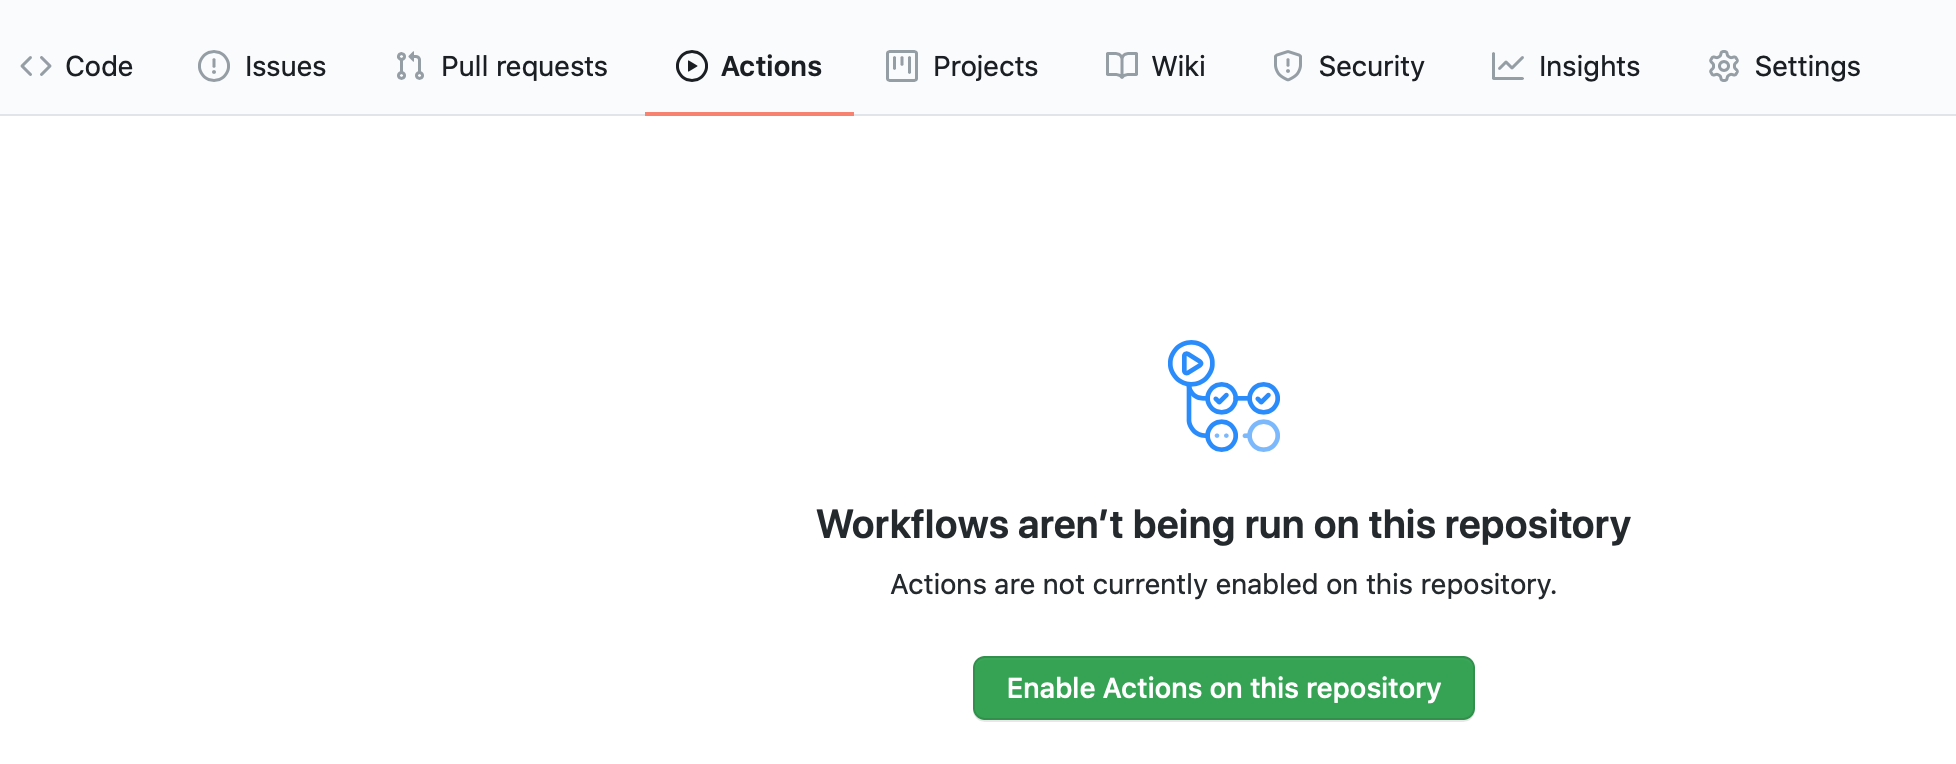 Code Issues Pull requests Actions Projects Wiki Security Insights Settings
Workflows aren’t being run on this repository
Actions are not currently enabled on this repository.
Enable Actions on this repository